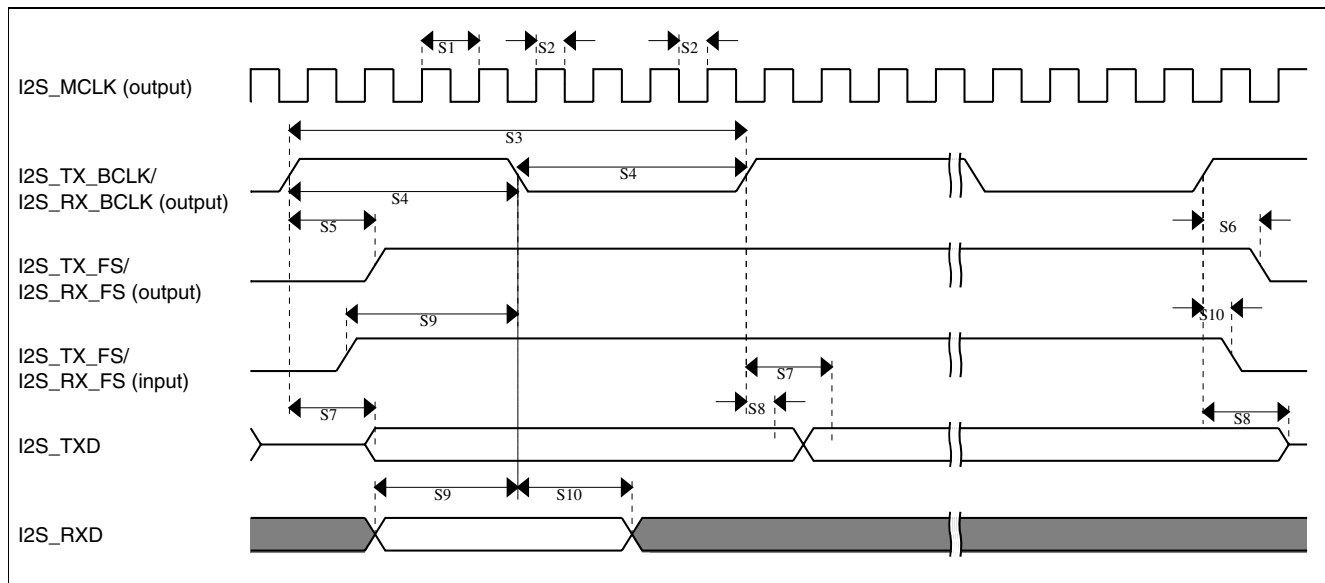 S1
S2
S2
I2S_MCLK (output)
S3
I2S_TX_BCLK/
I2S_RX_BCLK (output)
S4
S4
S5
S6
I2S_TX_FS/
I2S_RX_FS (output)
S9
S10
I2S_TX_FS/
I2S_RX_FS (input)
S7
S7
S8
S8
I2S_TXD
S9
S10
I2S_RXD